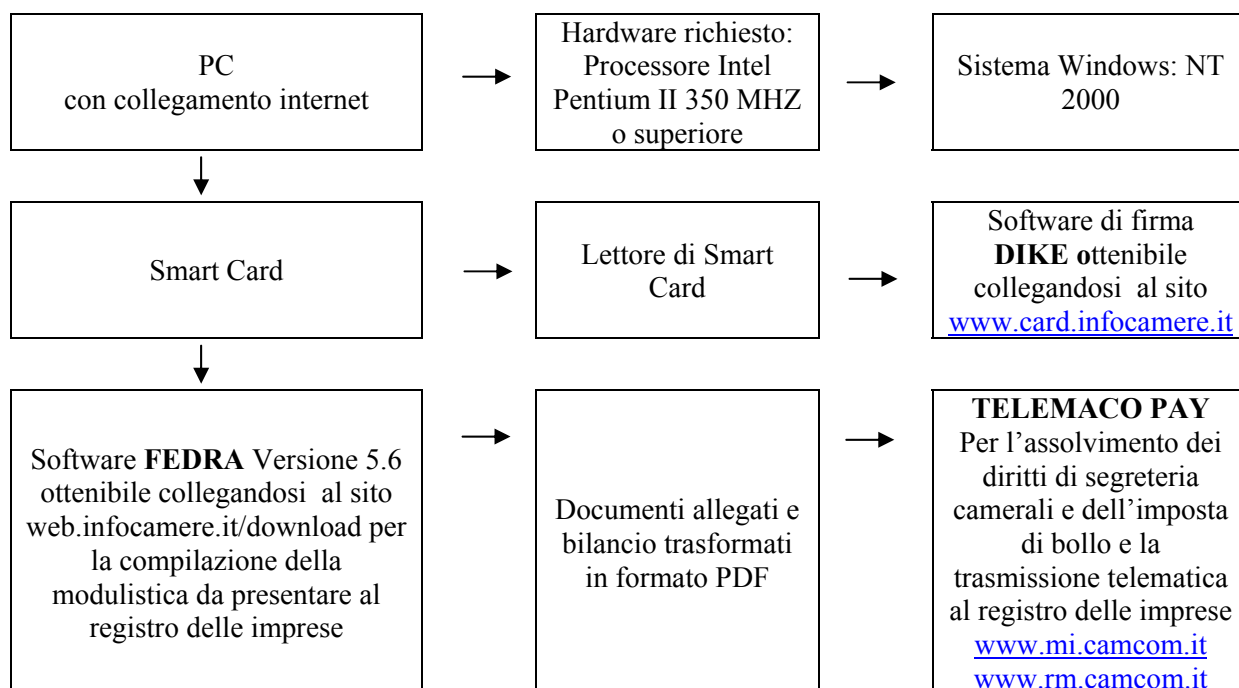 PC
con collegamento internet
Hardware richiesto:
Processore Intel
Pentium II 350 MHZ
o superiore
Sistema Windows: NT
2000
Smart Card
Lettore di Smart
Card
Software di firma
DIKE ottenibile
collegandosi al sito
www.card.infocamere.it
Software FEDRA Versione 5.6
ottenibile collegandosi al sito
web.infocamere.it/download per
la compilazione della
modulistica da presentare al
registro delle imprese
Documenti allegati e
bilancio trasformati
in formato PDF
TELEMACO PAY
Per l’assolvimento dei
diritti di segreteria
camerali e dell’imposta
di bollo e la
trasmissione telematica
al registro delle imprese
www.mi.camcom.it
www.rm.camcom.it